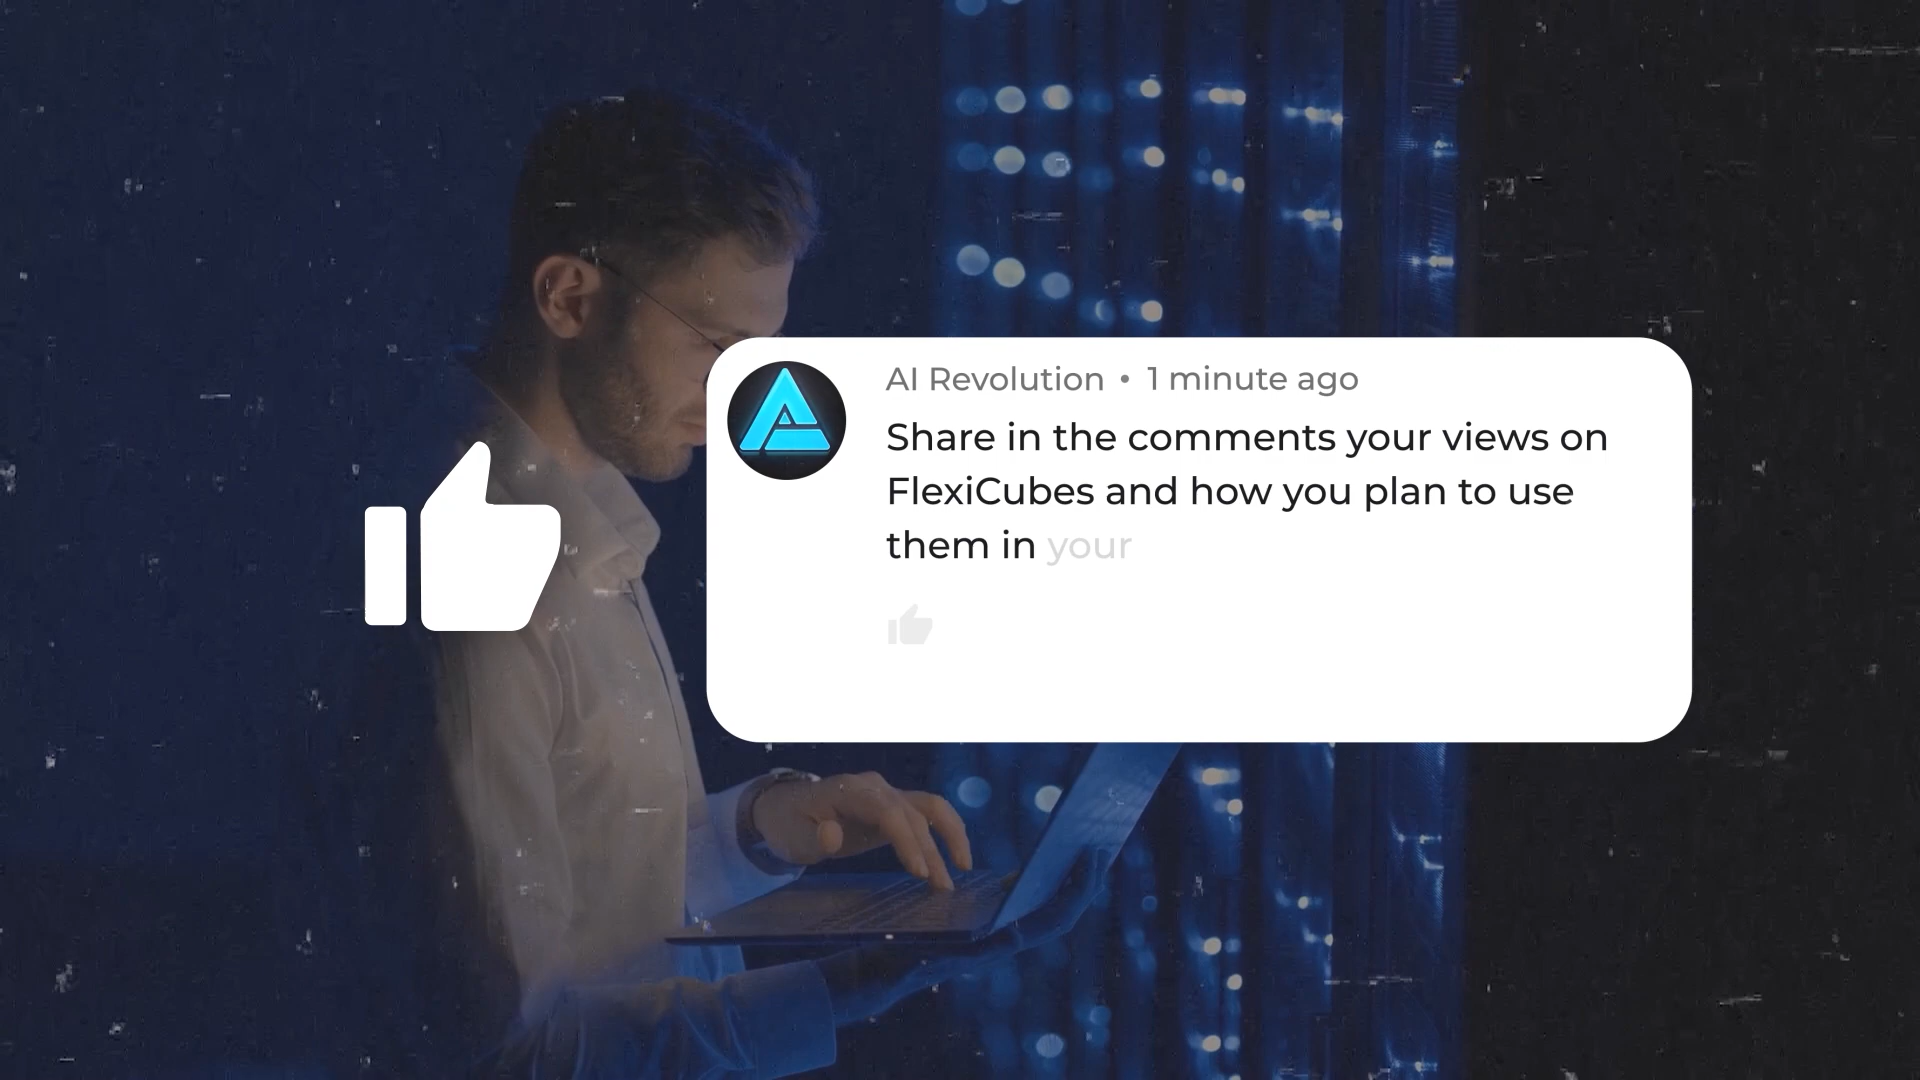 AI Revolution • 1 minute ago
Share in the comments your views on
FlexiCubes and how you plan to use
them in your